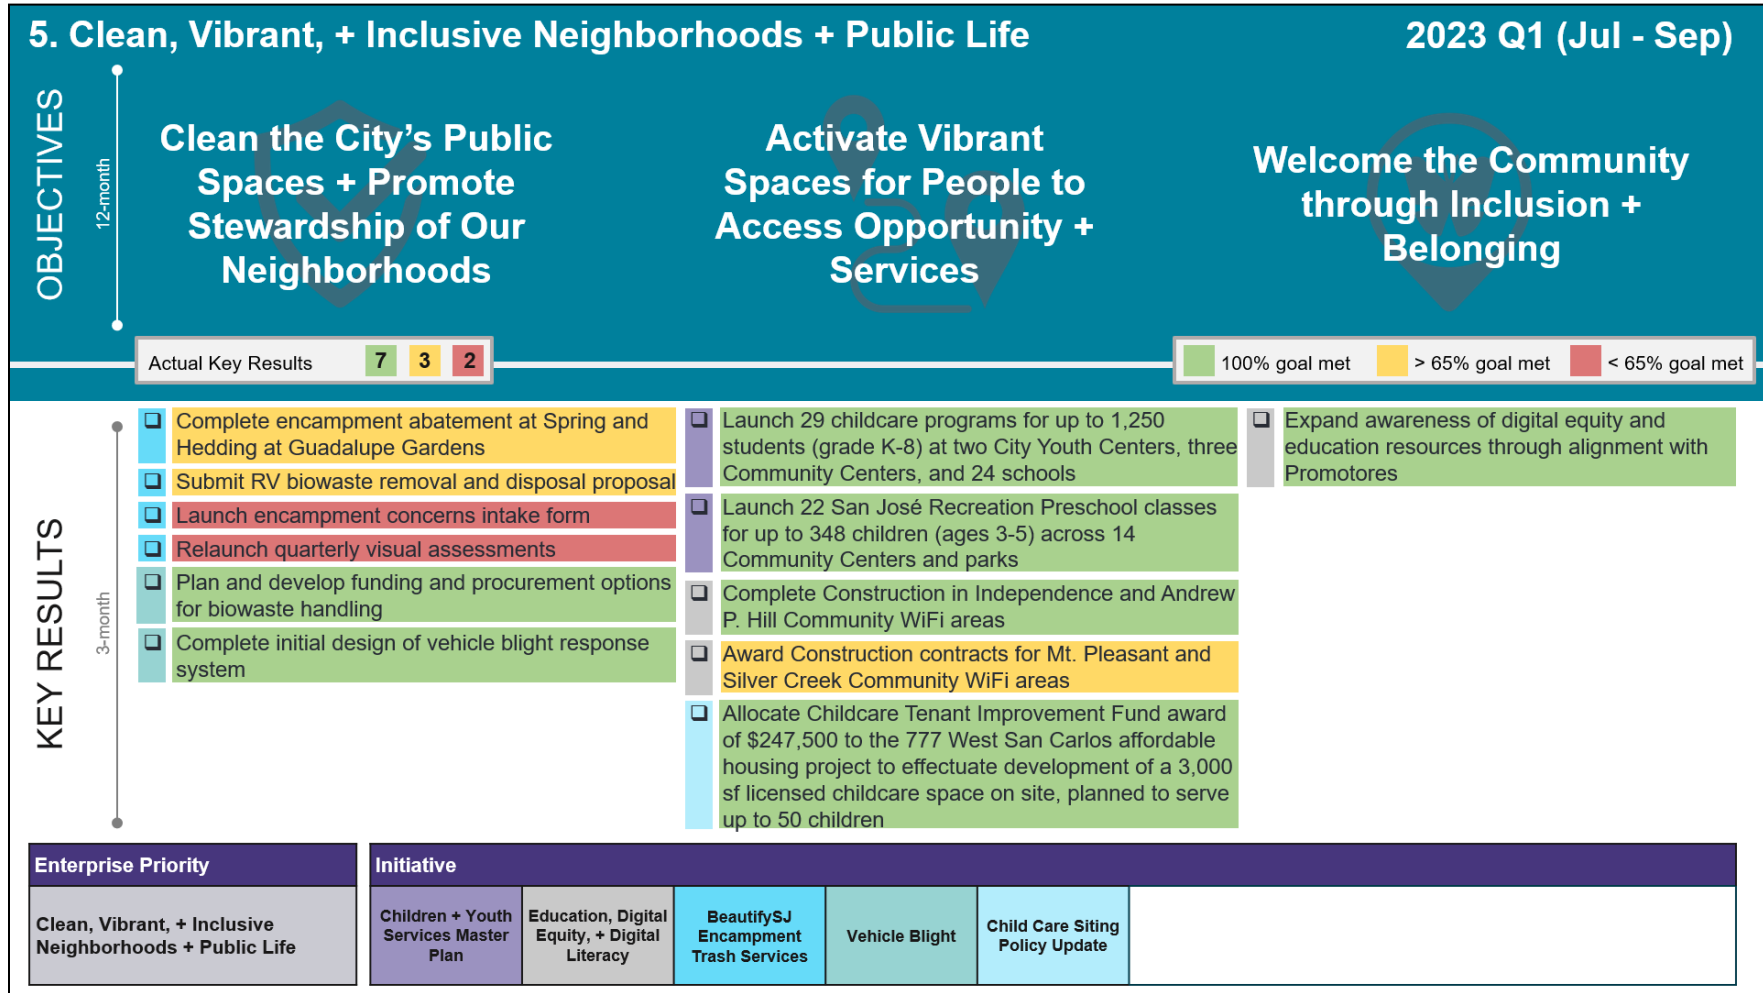 5. Clean, Vibrant, + Inclusive Neighborhoods + Public Life
2023 Q1 (Jul - Sep)
OBJECTIVES
12-month
Clean the City’s Public
Spaces + Promote
Stewardship of Our
Neighborhoods
Activate Vibrant
Spaces for People to
Access Opportunity +
Services
Welcome the Community
through Inclusion +
Belonging
Actual Key Results 7 3 2
100% goal met > 65% goal met < 65% goal met
KEY RESULTS
3-month
❑ Complete encampment abatement at Spring and
Hedding at Guadalupe Gardens
❑ Submit RV biowaste removal and disposal proposal
❑ Launch encampment concerns intake form
❑ Relaunch quarterly visual assessments
❑ Plan and develop funding and procurement options
for biowaste handling
❑ Complete initial design of vehicle blight response
system
❑ Launch 29 childcare programs for up to 1,250
students (grade K-8) at two City Youth Centers, three
Community Centers, and 24 schools
❑ Launch 22 San José Recreation Preschool classes
for up to 348 children (ages 3-5) across 14
Community Centers and parks
❑ Complete Construction in Independence and Andrew
P. Hill Community WiFi areas
❑ Award Construction contracts for Mt. Pleasant and
Silver Creek Community WiFi areas
❑ Allocate Childcare Tenant Improvement Fund award
of $247,500 to the 777 West San Carlos affordable
housing project to effectuate development of a 3,000
sf licensed childcare space on site, planned to serve
up to 50 children
❑ Expand awareness of digital equity and
education resources through alignment with
Promotores
Enterprise Priority
Clean, Vibrant, + Inclusive
Neighborhoods + Public Life
Initiative
Children + Youth
Services Master
Plan
Education, Digital
Equity, + Digital
Literacy
BeautifySJ
Encampment
Trash Services
Vehicle Blight
Child Care Siting
Policy Update